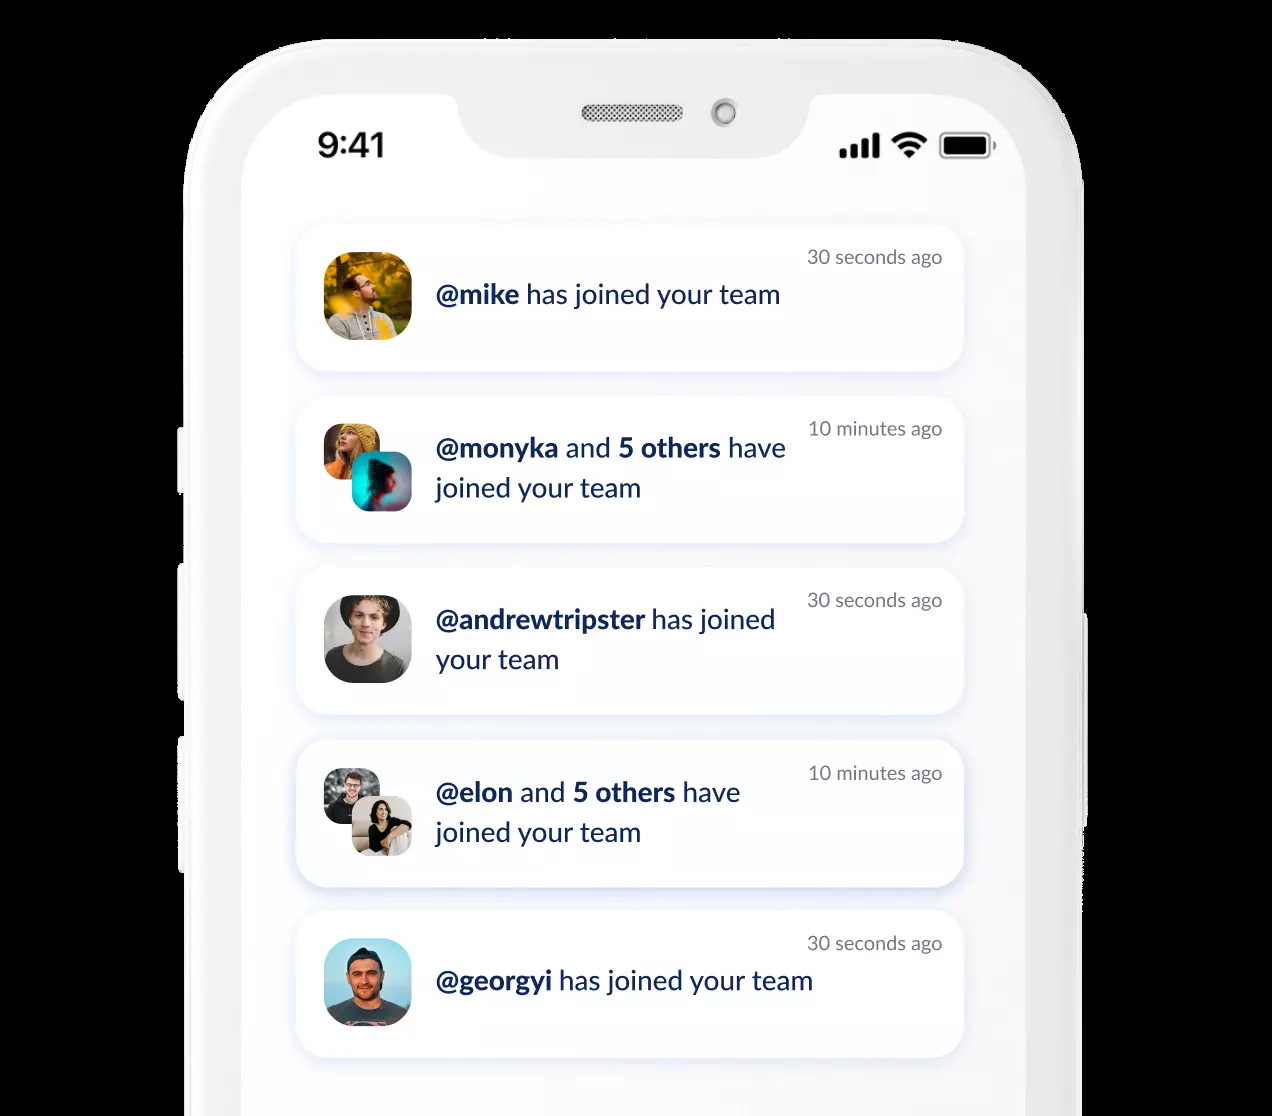 9:41
30 seconds ago
@mike has joined your team
10 minutes ago
@monyka and 5 others have
joined your team
30 seconds ago
@andrewtripster has joined
your team
10 minutes ago
@elon and 5 others have
joined your team
30 seconds ago
@georgyi has joined your team